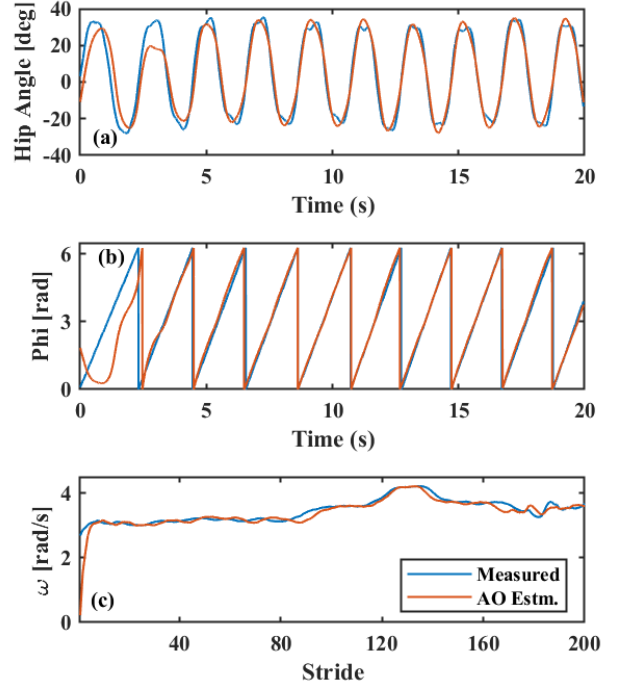 40
20
0
-20
-40
Hip Angle [deg]
(a)
0 5 10 15 20
Time (s)
6
3
0
Phi [rad]
(b)
0 5 10 15 20
Time (s)
4
2
0
ω [rad/s]
(c)
Measured
AO Estm.
40 80 120 160 200
Stride